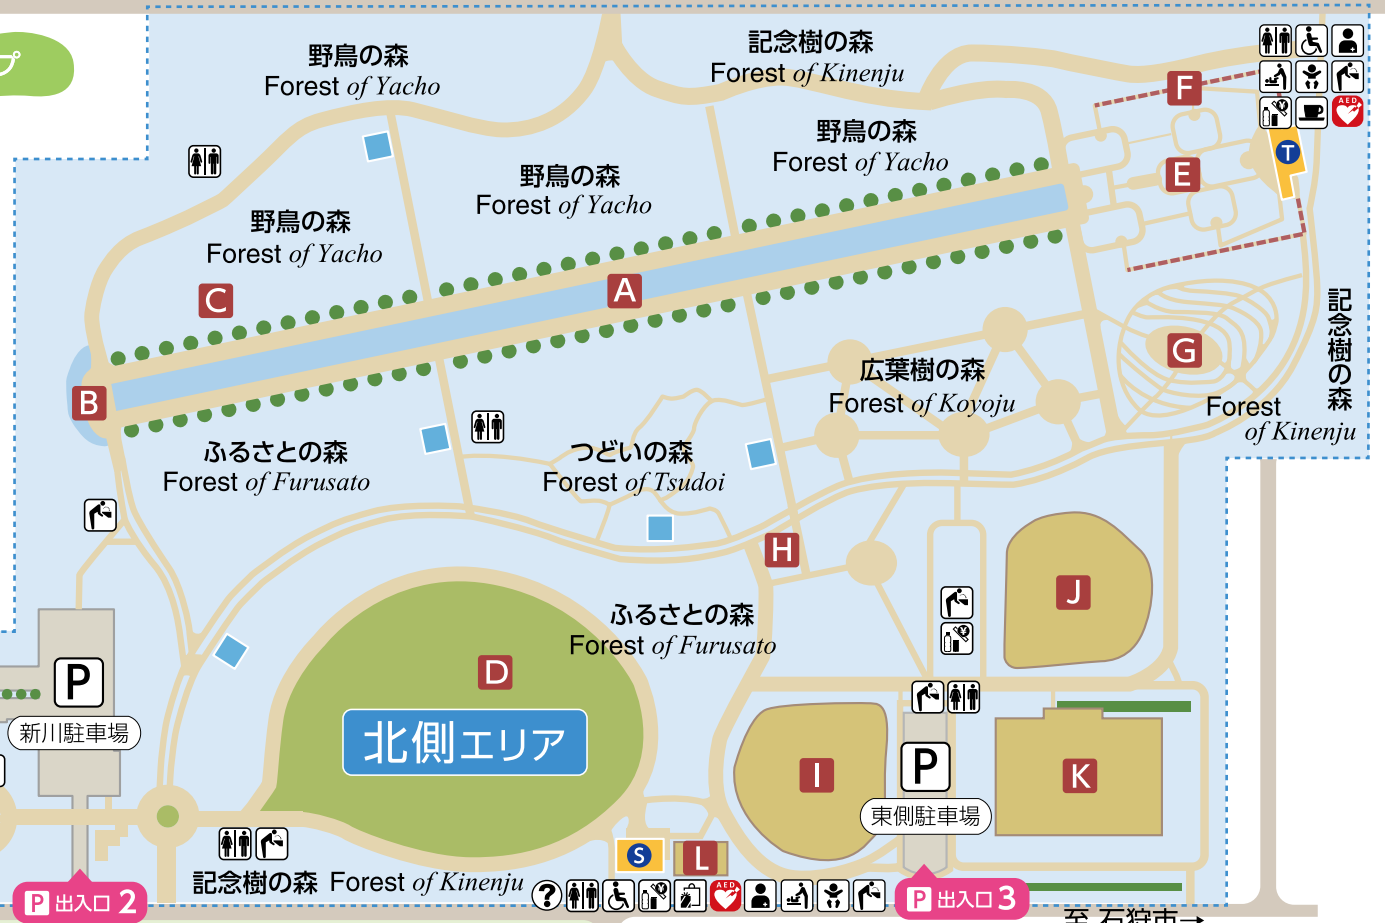 プ
野鳥の森
Forest of Yacho
記念樹の森
Forest of Kinenju
AED
F
野鳥の森
Forest of Yacho
T
E
野鳥の森
Forest of Yacho
野鳥の森
Forest of Yacho
C
A
記念樹の森
Forest
of Kinenju
G
B
広葉樹の森
Forest of Koyoju
ふるさとの森
Forest of Furusato
つどいの森
Forest of Tsudoi
H
J
ふるさとの森
Forest of Furusato
D
P
新川駐車場
北側エリア
I
P
東側駐車場
K
S
L
記念樹の森 Forest of Kinenju
?
AED
P 出入口 2
P 出入口 3
至 石狩市→